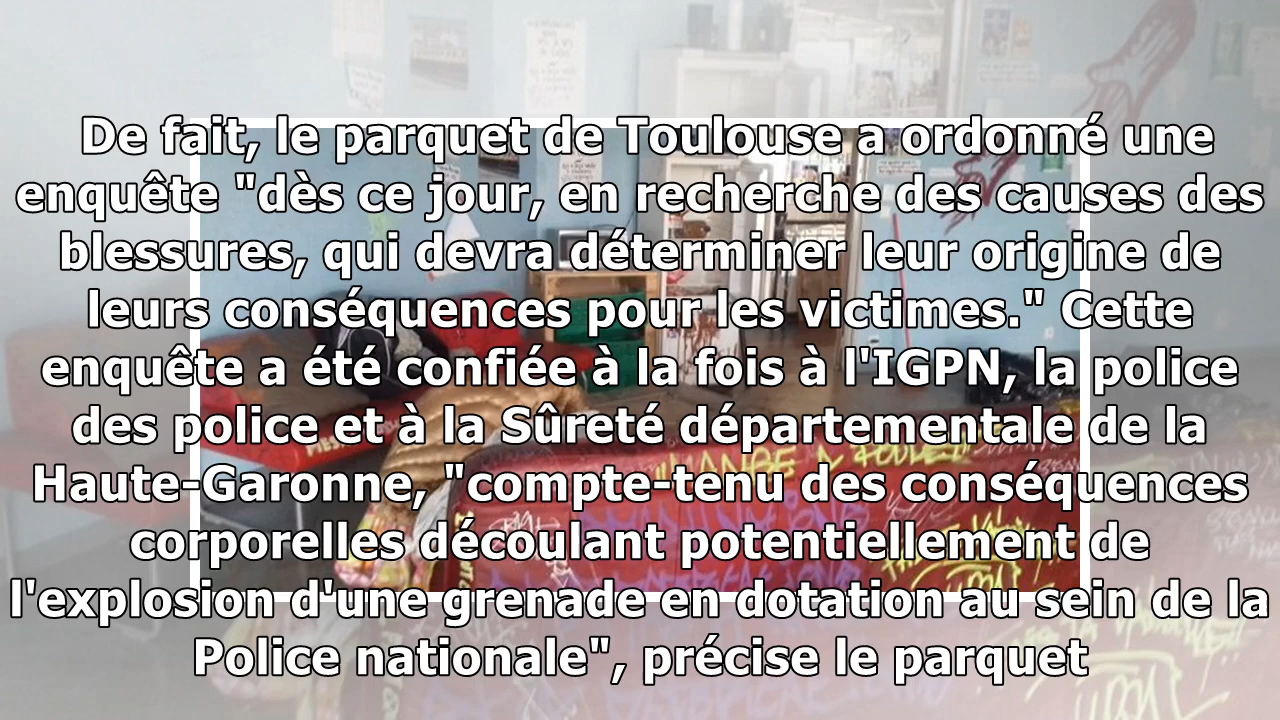 De fait, le parquet de Toulouse a ordonné une
enquête "dès ce jour, en recherche des causes des
blessures, qui devra déterminer leur origine de
leurs conséquences pour les victimes." Cette
enquête a été confiée à la fois à l'IGPN, la police
des police et à la Sûreté départementale de la
Haute-Garonne, "compte-tenu des conséquences
corporelles découlant potentiellement de
l'explosion d'une grenade en dotation au sein de la
Police nationale", précise le parquet